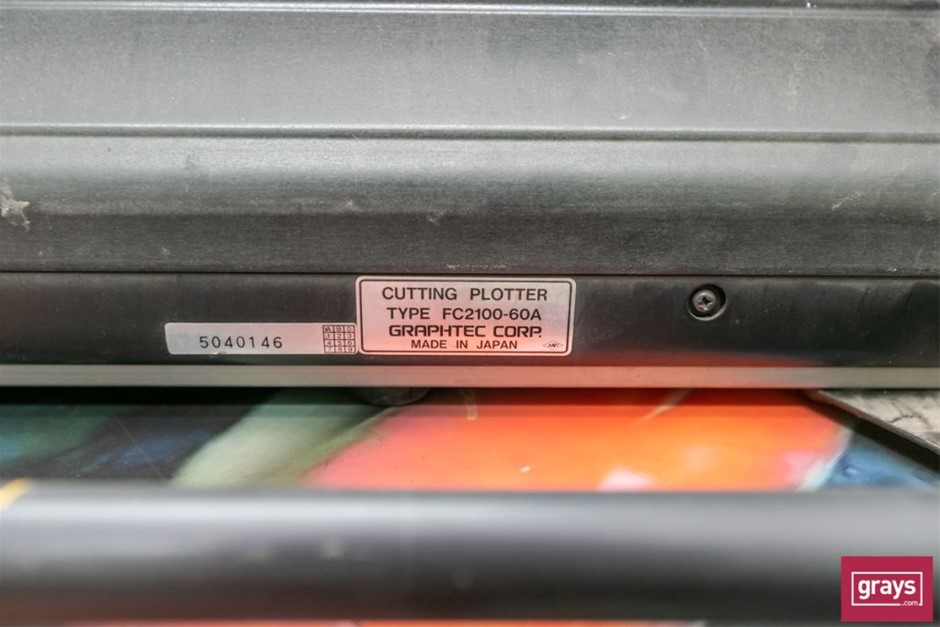 CUTTING PLOTTER
TYPE FC2100-60A
GRAPHTEC CORP.
MADE IN JAPAN
5040146
grays
.com